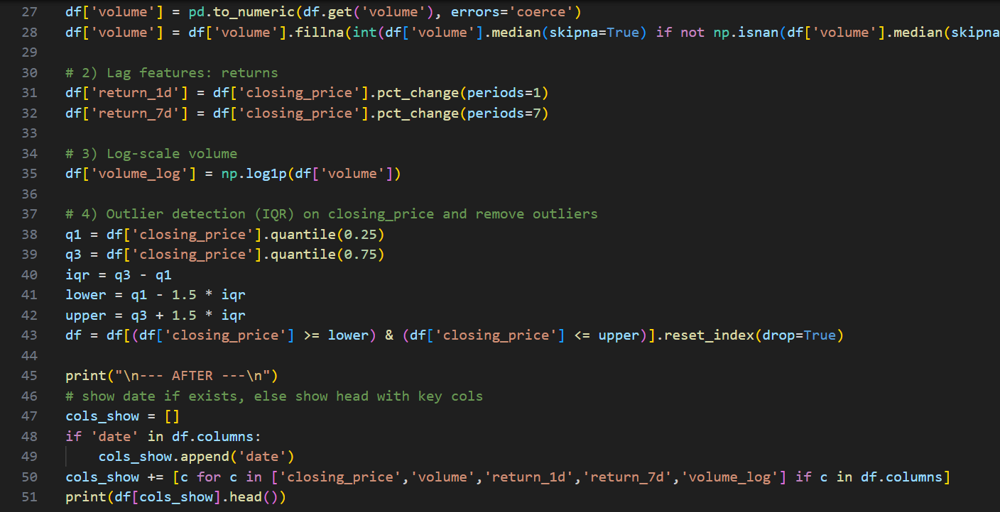 27 df['volume'] = pd.to_numeric(df.get('volume'), errors='coerce')
28 df['volume'] = df['volume'].fillna(int(df['volume'].median(skipna=True) if not np.isnan(df['volume'].median(skipna
29
30 # 2) Lag features: returns
31 df['return_1d'] = df['closing_price'].pct_change(periods=1)
32 df['return_7d'] = df['closing_price'].pct_change(periods=7)
33
34 # 3) Log-scale volume
35 df['volume_log'] = np.log1p(df['volume'])
36
37 # 4) Outlier detection (IQR) on closing_price and remove outliers
38 q1 = df['closing_price'].quantile(0.25)
39 q3 = df['closing_price'].quantile(0.75)
40 iqr = q3 - q1
41 lower = q1 - 1.5 * iqr
42 upper = q3 + 1.5 * iqr
43 df = df[(df['closing_price'] >= lower) & (df['closing_price'] <= upper)].reset_index(drop=True)
44
45 print("\n--- AFTER ---\n")
46 # show date if exists, else show head with key cols
47 cols_show = []
48 if 'date' in df.columns:
49     cols_show.append('date')
50 cols_show += [c for c in ['closing_price','volume','return_1d','return_7d','volume_log'] if c in df.columns]
51 print(df[cols_show].head())